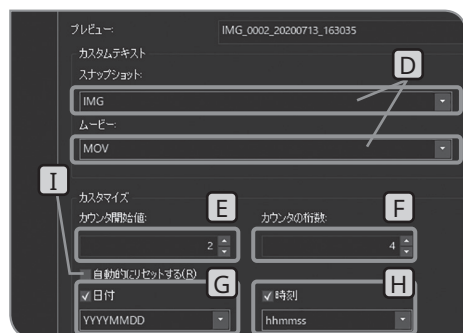 プレビュー: IMG_0002_20200713_163035
カスタムテキスト
スナップショット:
D
IMG
ムービー:
MOV
I
カスタマイズ
カウンタ開始値: E カウンタの桁数: F
2 4
自動的にリセットする(R)
G H
日付 時刻
YYYYMMDD hhmmss